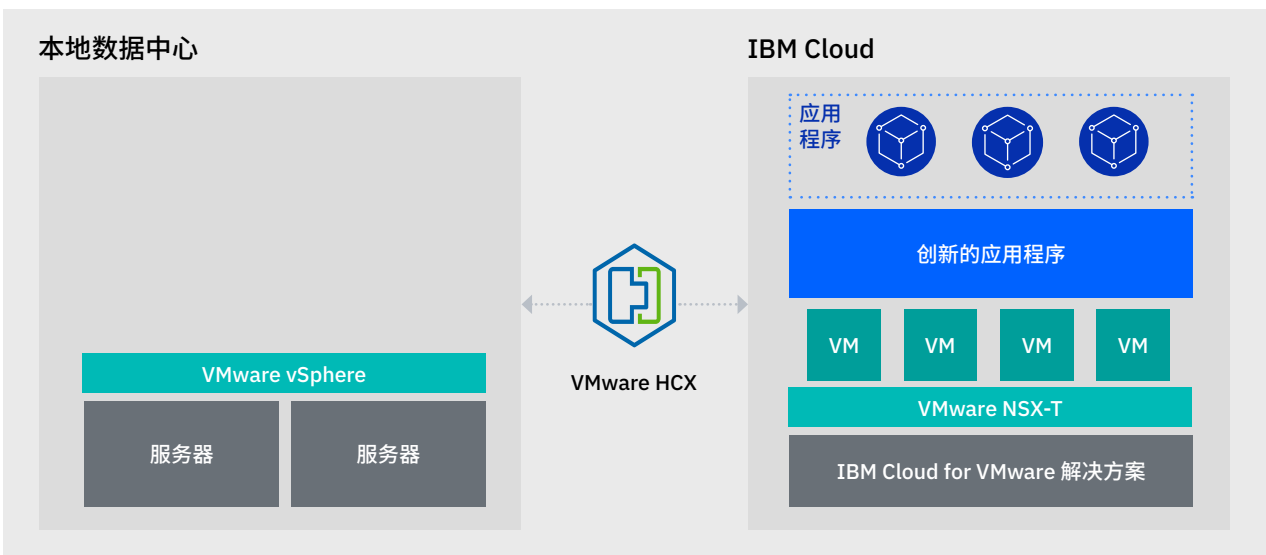 本地数据中心
VMware vSphere
服务器
服务器
VMware HCX
IBM Cloud
应用
程序
创新的应用程序
VM
VM
VM
VM
VMware NSX-T
IBM Cloud for VMware 解决方案